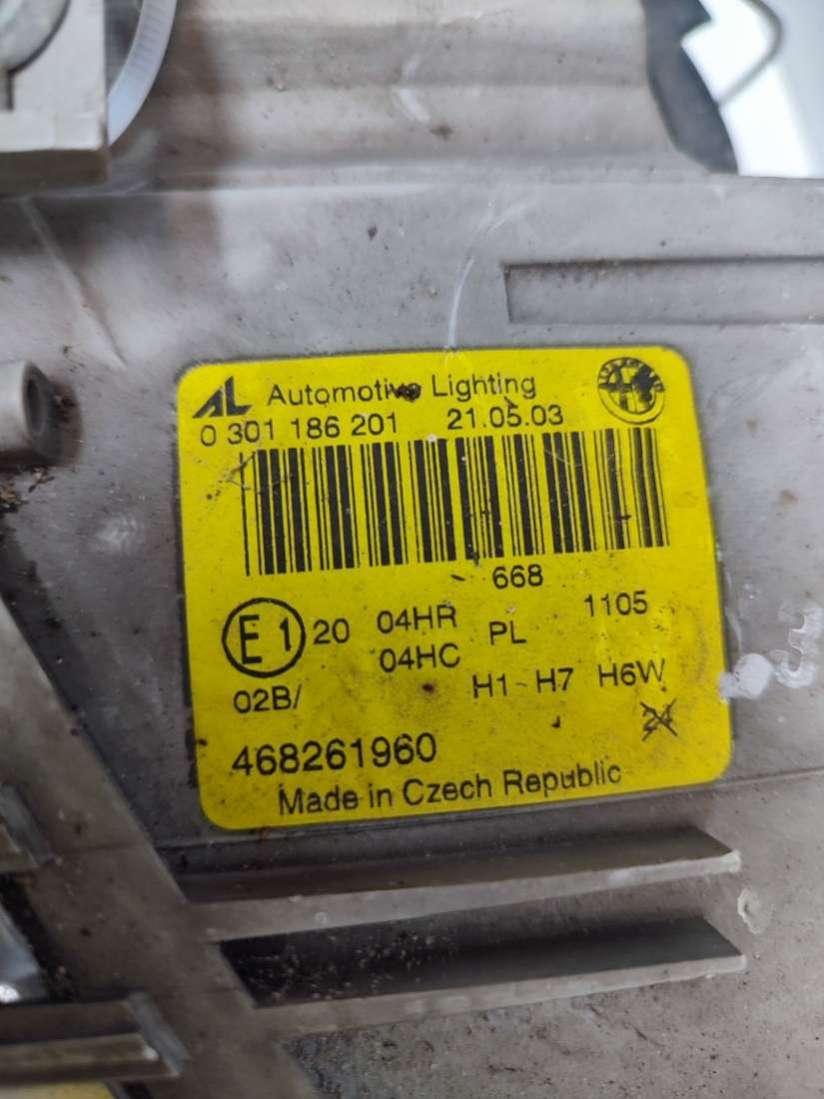 AL Automotive Lighting
0 301 186 201 21.05.03
668
E1 20 04HR PL 1105
04HC
02B/ H1-H7 H6W
24
468261960
Made in Czech Republic